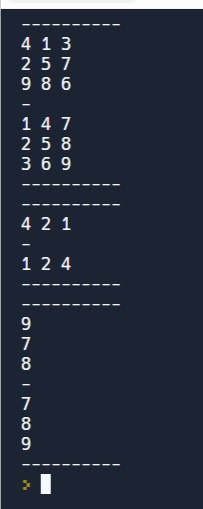 ----------
4 1 3
2 5 7
9 8 6
-
1 4 7
2 5 8
3 6 9
----------
----------
4 2 1
-
1 2 4
----------
----------
9
7
8
-
7
8
9
----------
>